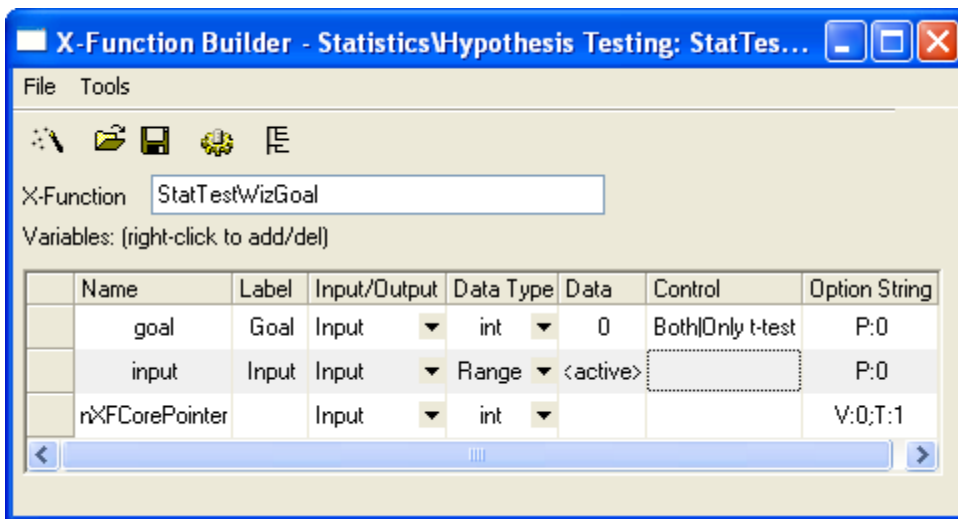 X-Function Builder - Statistics\Hypothesis Testing: StatTes...
File Tools
X-Function StatTestWizGoal
Variables: (right-click to add/del)
Name Label Input/Output Data Type Data Control Option String
goal Goal Input int 0 Both|Only t-test P:0
input Input Input Range <active> P:0
nXFCorePointer Input int V:0;T:1